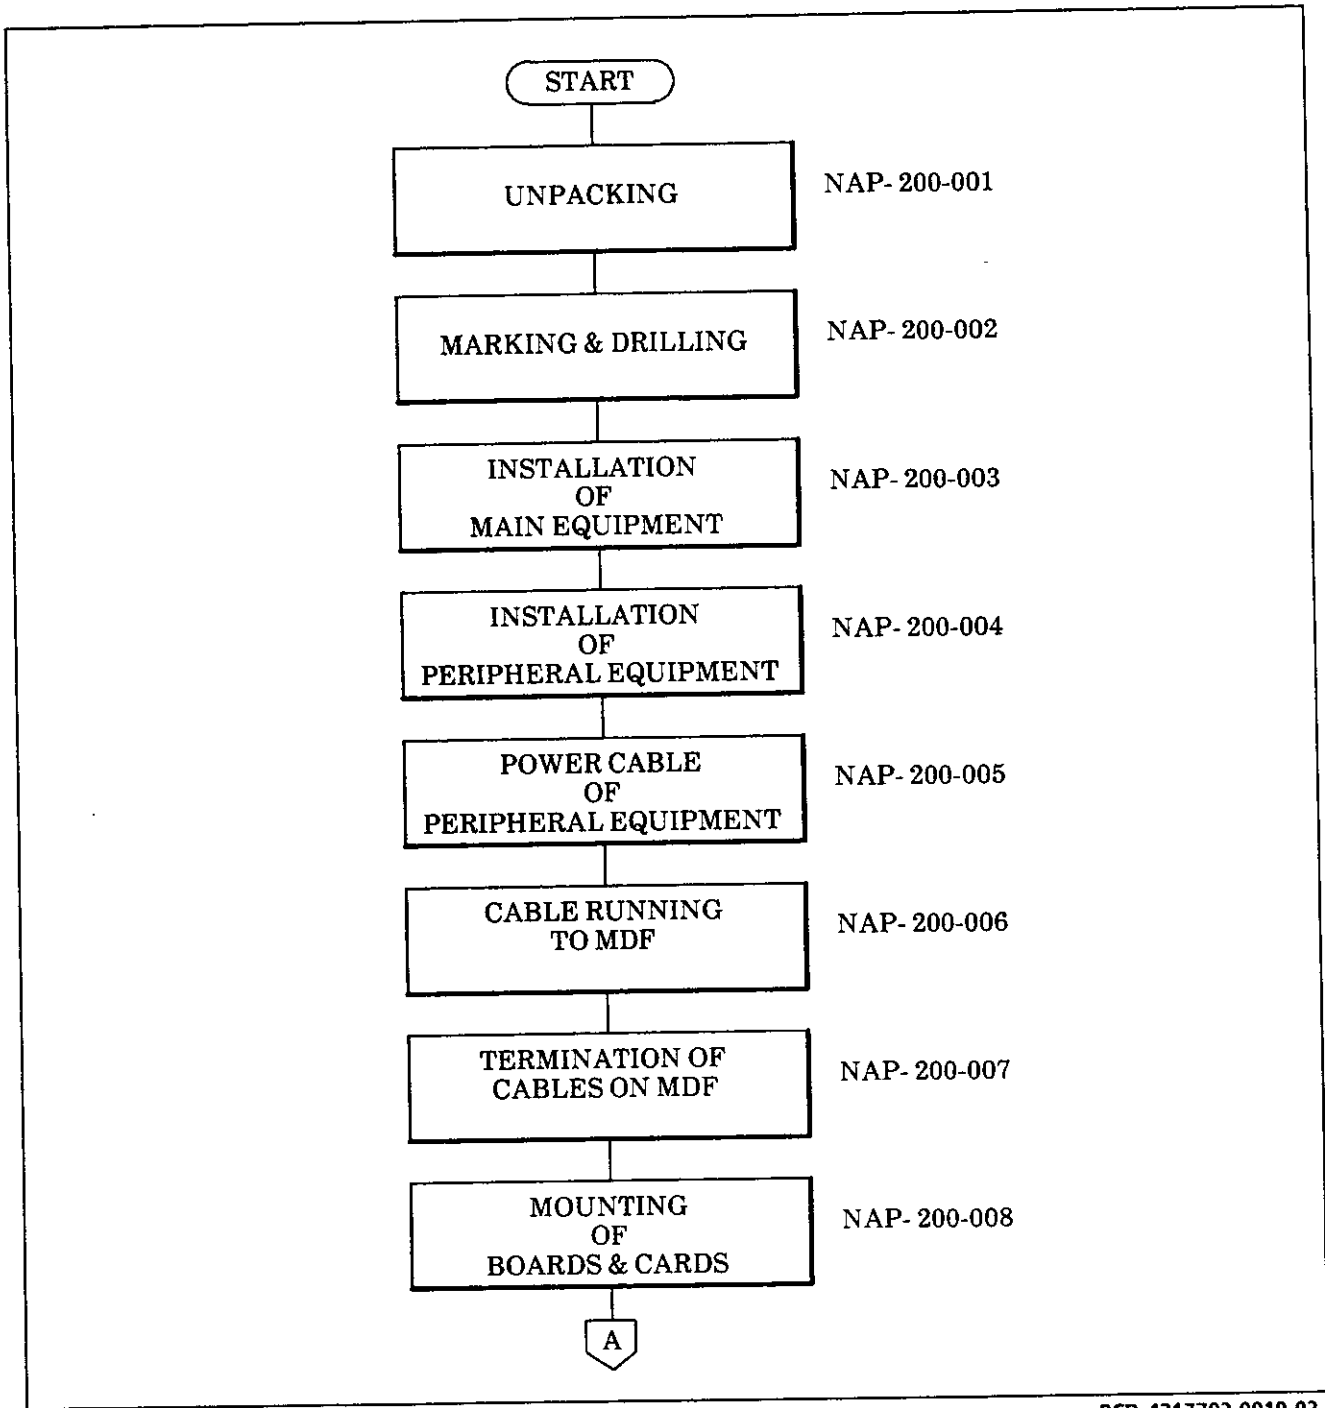 START
UNPACKING
NAP-200-001
MARKING & DRILLING
NAP-200-002
INSTALLATION
OF
MAIN EQUIPMENT
NAP-200-003
INSTALLATION
OF
PERIPHERAL EQUIPMENT
NAP-200-004
POWER CABLE
OF
PERIPHERAL EQUIPMENT
NAP-200-005
CABLE RUNNING
TO MDF
NAP-200-006
TERMINATION OF
CABLES ON MDF
NAP-200-007
MOUNTING
OF
BOARDS & CARDS
NAP-200-008
A